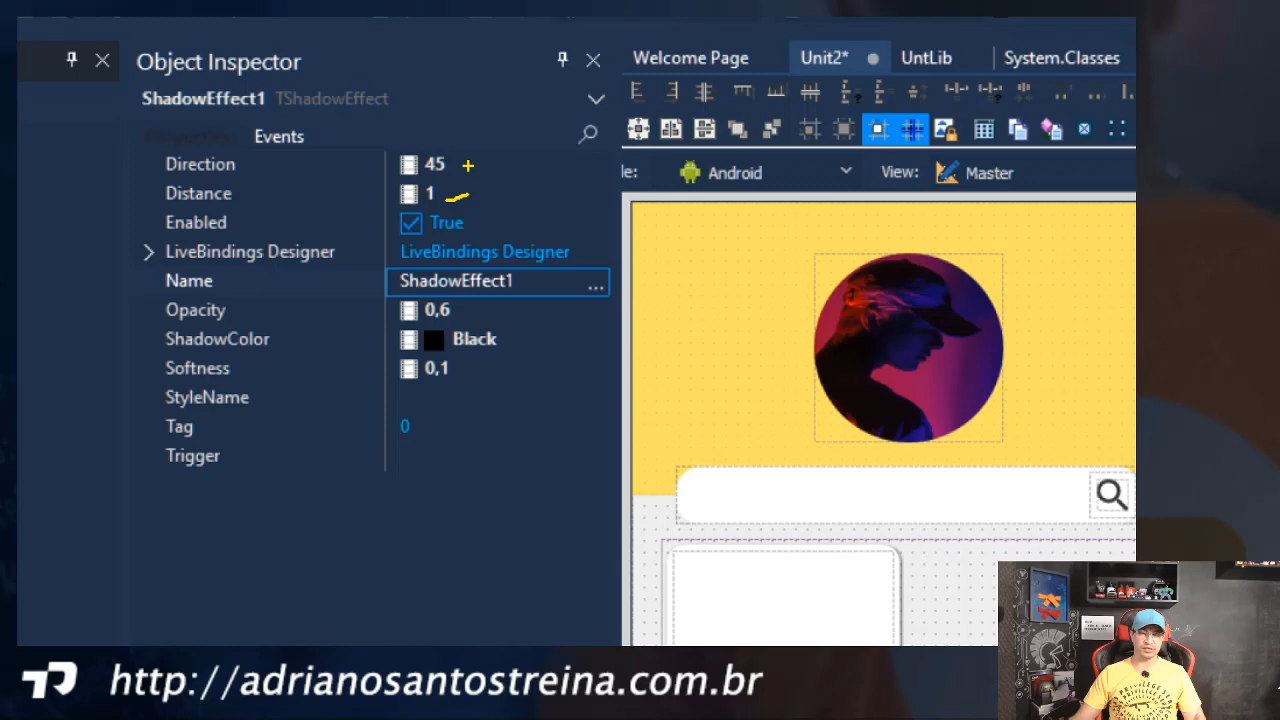 Object Inspector
ShadowEffect1 TShadowEffect
Events
Direction 45
Distance 1
Enabled True
LiveBindings Designer LiveBindings Designer
Name ShadowEffect1 ...
Opacity 0,6
ShadowColor Black
Softness 0,1
StyleName
Tag 0
Trigger
Welcome Page Unit2* UntLib System.Classes
le: Android View: Master
http://adrianosantostreina.com.br